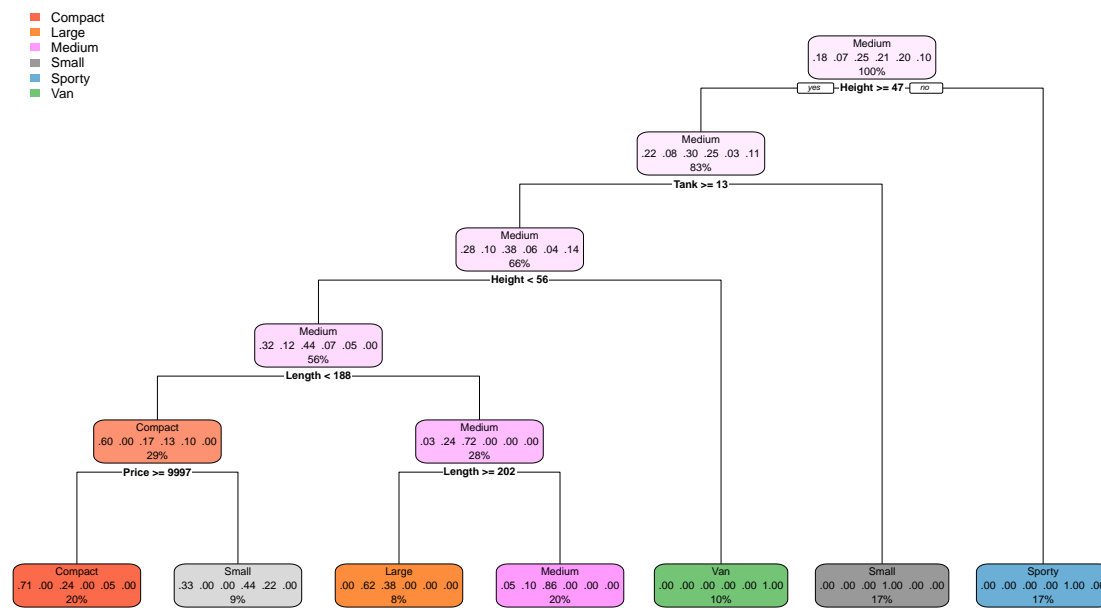 Compact
Large
Medium
Small
Sporty
Van
Medium
.18 .07 .25 .21 .20 .10
100%
yes Height >= 47 no
Medium
.22 .08 .30 .25 .03 .11
83%
Tank >= 13
Medium
.28 .10 .38 .06 .04 .14
66%
Height < 56
Medium
.32 .12 .44 .07 .05 .00
56%
Length < 188
Compact
.60 .00 .17 .13 .10 .00
29%
Price >= 9997
Medium
.03 .24 .72 .00 .00 .00
28%
Length >= 202
Compact
.71 .00 .24 .00 .05 .00
20%
Small
.33 .00 .00 .44 .22 .00
9%
Large
.00 .62 .38 .00 .00 .00
8%
Medium
.05 .10 .86 .00 .00 .00
20%
Van
.00 .00 .00 .00 .00 1.00
10%
Small
.00 .00 .00 1.00 .00 .00
17%
Sporty
.00 .00 .00 .00 1.00 .00
17%